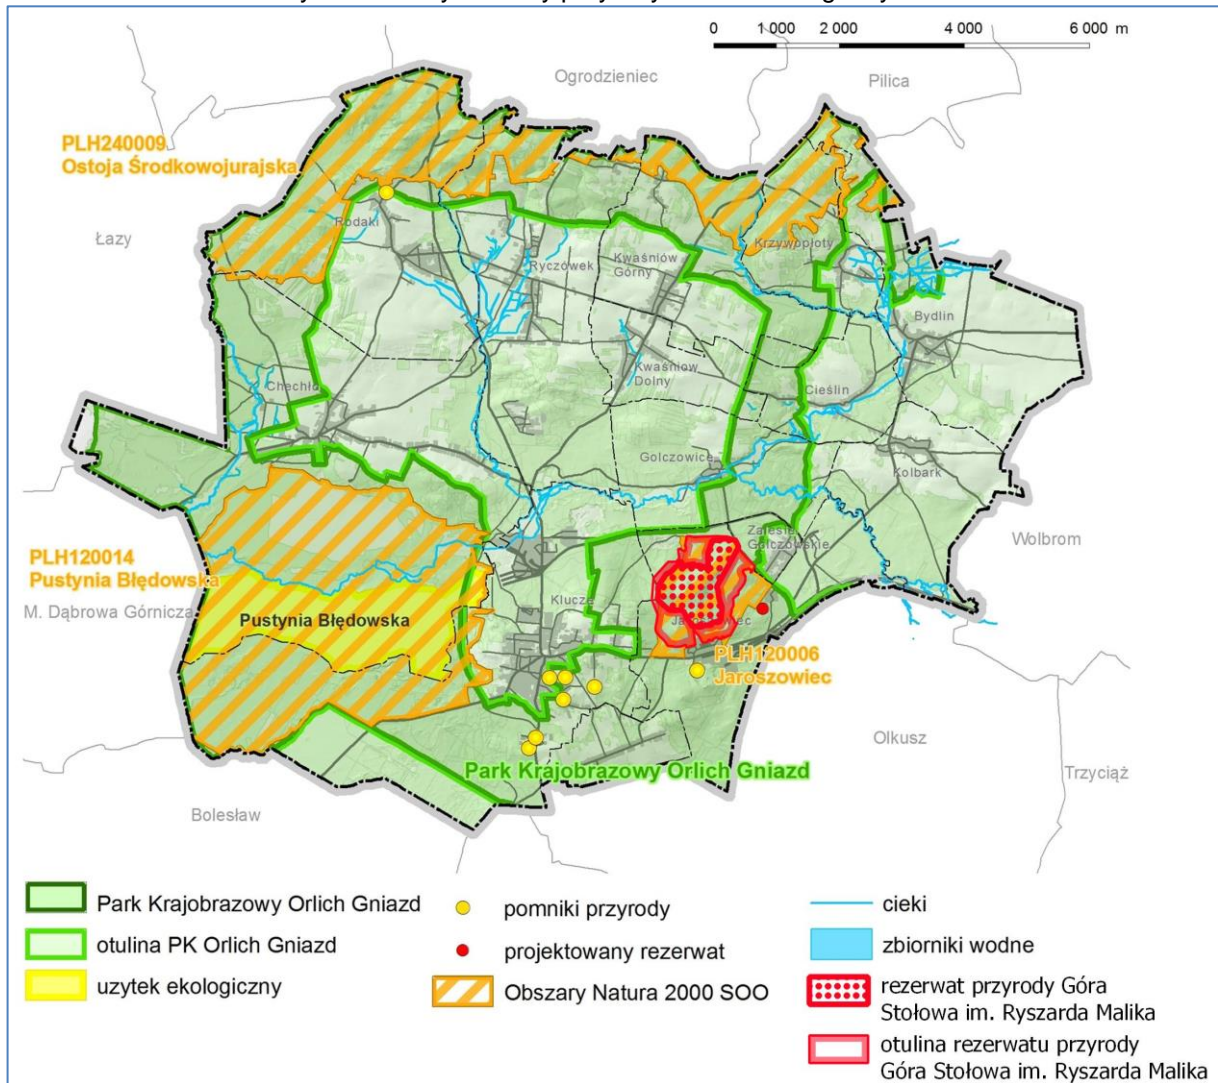 0 1 000 2 000 4 000 6 000 m
Ogrodzieniec
Pilica
PLH240009
Ostoja Środkowojurajska
Łazy
Rodaki
Ryczówek
Kwaśniów
Górny
Krzywopłoty
Bydlin
Kwaśniow
Dolny
Chechło
Cieślin
Golczowice
Kolbark
Zalesie
Golczowskie
Wolbrom
PLH120014
Pustynia Błędowska
M. Dąbrowa Górnicza
Pustynia Błędowska
Klucze
Jaroszowiec
PLH120006
Jaroszowiec
Olkusz
Park Krajobrazowy Orlich Gniazd
Trzyciąż
Bolesław
Park Krajobrazowy Orlich Gniazd
otulina PK Orlich Gniazd
uzytek ekologiczny
pomniki przyrody
projektowany rezerwat
Obszary Natura 2000 SOO
cieki
zbiorniki wodne
rezerwat przyrody Góra
Stołowa im. Ryszarda Malika
otulina rezerwatu przyrody
Góra Stołowa im. Ryszarda Malika